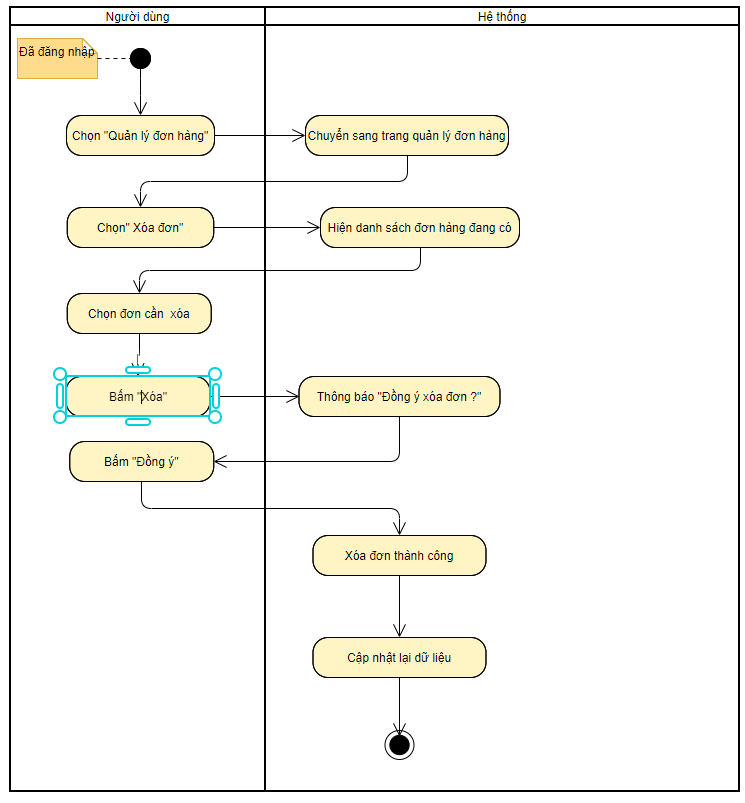 Người dùng
Hệ thống
Đã đăng nhập
Chọn "Quản lý đơn hàng"
Chuyển sang trang quản lý đơn hàng
Chọn" Xóa đơn"
Hiện danh sách đơn hàng đang có
Chọn đơn cần xóa
Bấm "Xóa"
Thông báo "Đồng ý xóa đơn ?"
Bấm "Đồng ý"
Xóa đơn thành công
Cập nhật lại dữ liệu